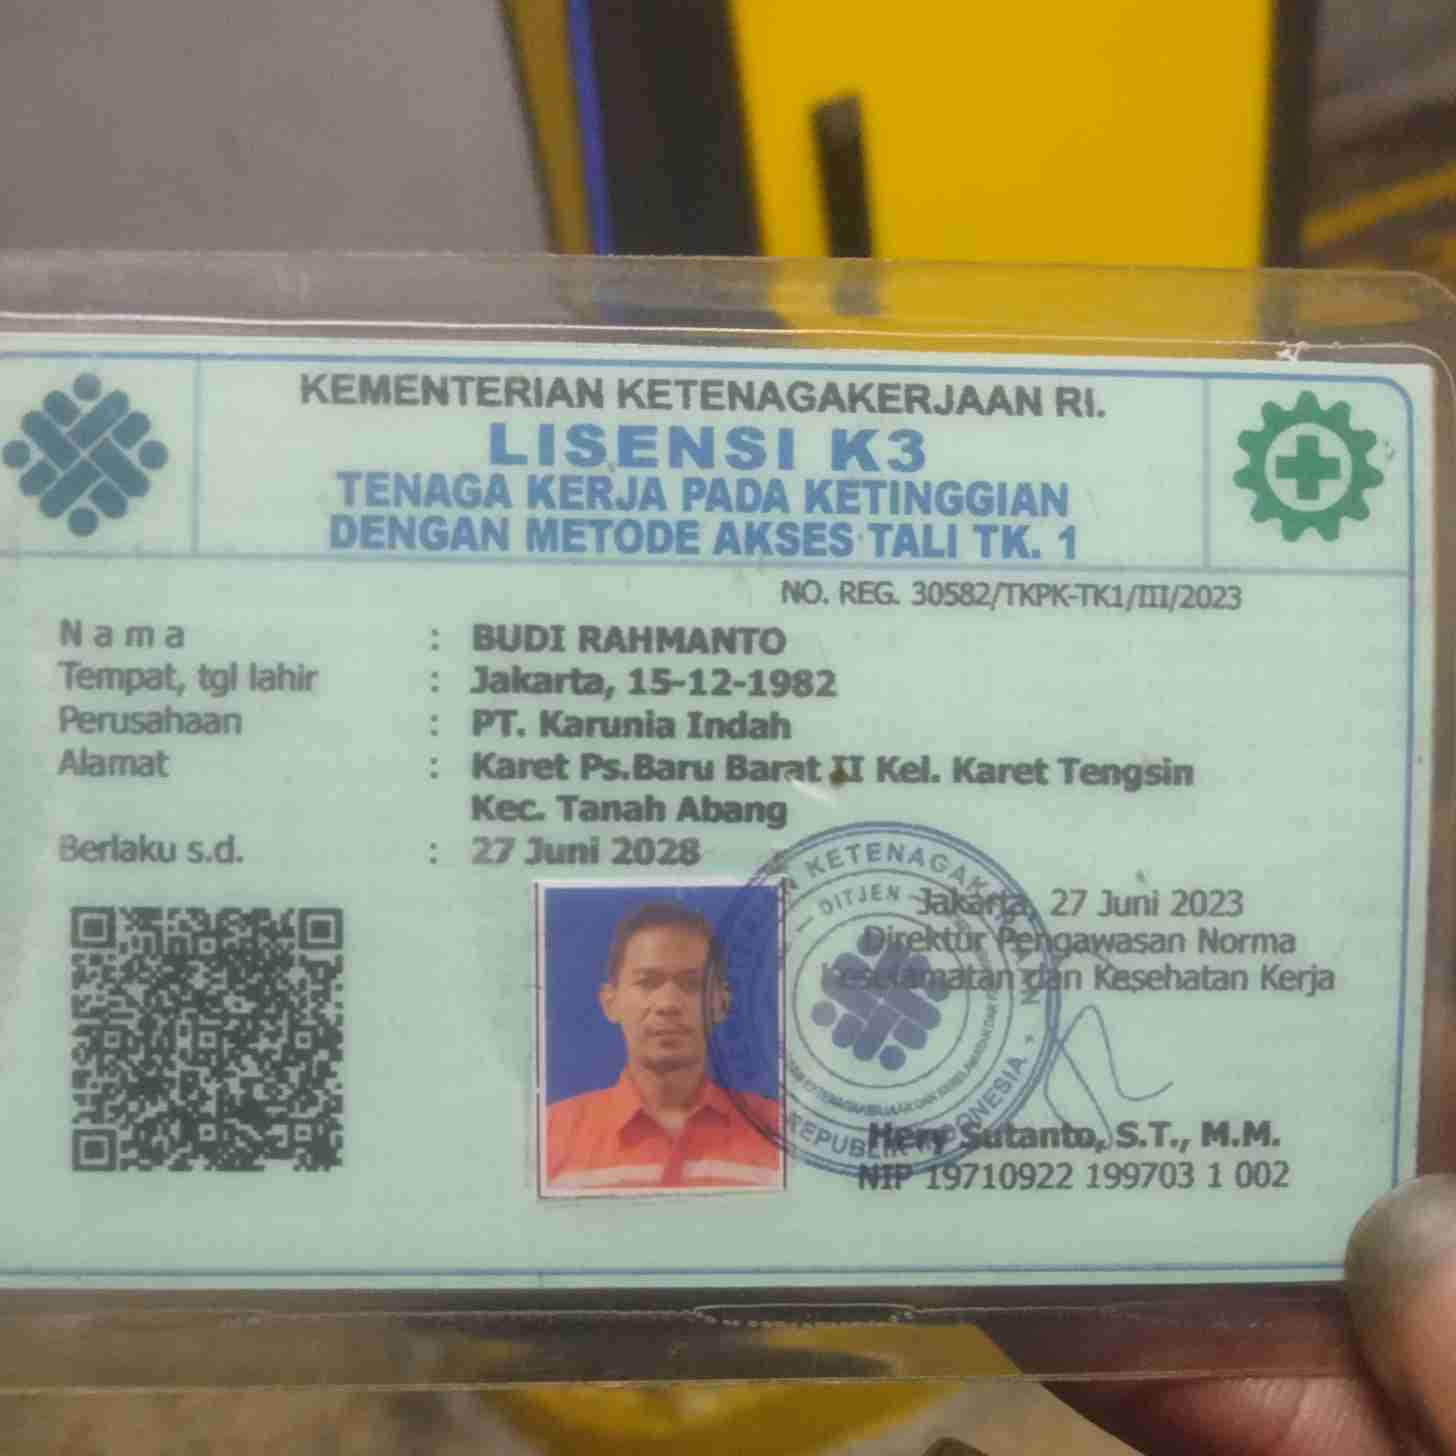 KEMENTERIAN KETENAGAKERJAAN RI.
LISENSI K3
TENAGA KERJA PADA KETINGGIAN
DENGAN METODE AKSES TALI TK. 1
NO. REG. 30582/TKPK-TK1/III/2023
Nama : BUDI RAHMANTO
Tempat, tgl lahir : Jakarta, 15-12-1982
Perusahaan : PT. Karunia Indah
Alamat : Karet Ps.Baru Barat II Kel. Karet Tengsin
Kec. Tanah Abang
Berlaku s.d. : 27 Juni 2028
Jakarta, 27 Juni 2023
Direktur Pengawasan Norma
Keselamatan dan Kesehatan Kerja
DITJEN
REPUBLIK INDONESIA
Hery Sutanto, S.T., M.M.
NIP 19710922 199703 1 002